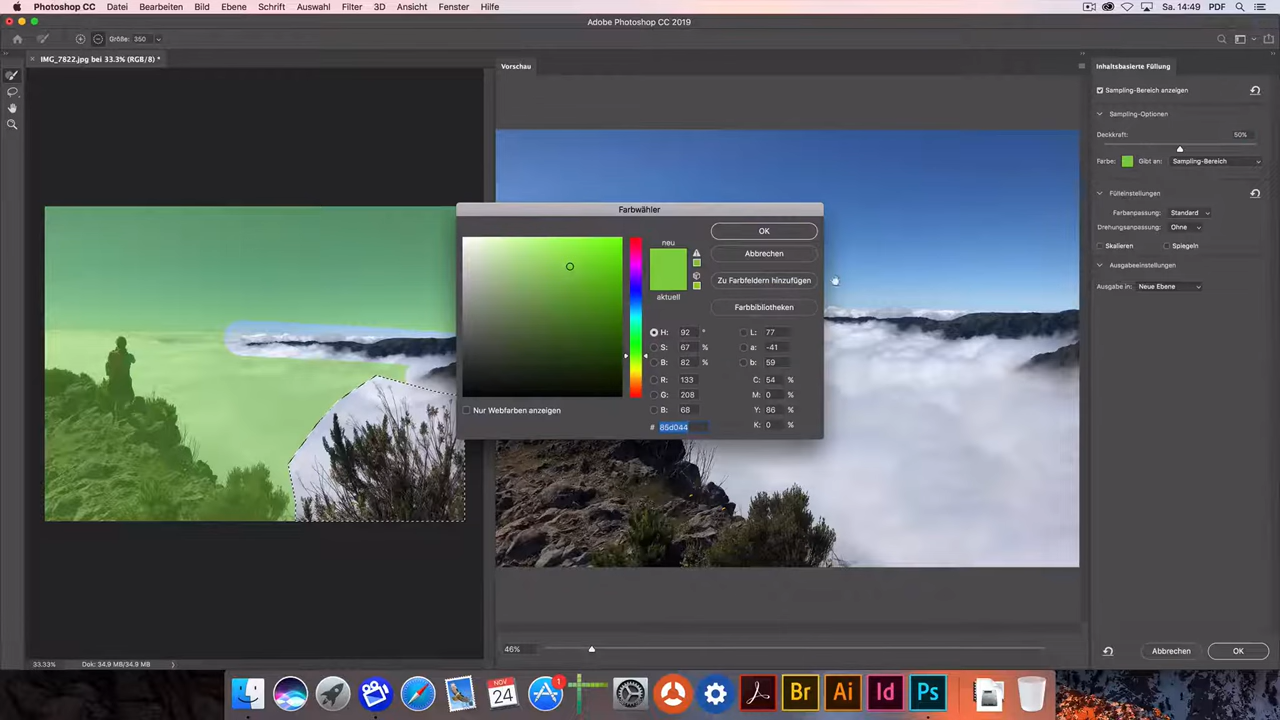 Photoshop CC Datei Bearbeiten Bild Ebene Schrift Auswahl Filter 3D Ansicht Fenster Hilfe Sa. 14:49 PDF
Adobe Photoshop CC 2019
Größe: 350
IMG_7822.jpg bei 33.3% (RGB/8) *
Vorschau
Inhaltsbasierte Füllung
Sampling-Bereich anzeigen
Sampling-Optionen
Deckkraft: 50%
Farbe: Gibt an: Sampling-Bereich
Fülleinstellungen
Farbanpassung: Standard
Drehungsanpassung: Ohne
Skalieren Spiegeln
Ausgabeeinstellungen
Ausgabe in: Neue Ebene
Farbwähler
neu
aktuell
OK
Abbrechen
Zu Farbfeldern hinzufügen
Farbbibliotheken
H: 92 ° L: 77
S: 67 % a: -41
B: 82 % b: 59
R: 133 C: 54 %
G: 208 M: 0 %
B: 68 Y: 86 %
# 85d044 K: 0 %
Nur Webfarben anzeigen
46%
Abbrechen OK
33.33% Dok: 34.9 MB/34.9 MB
NOV
24
1
Br Ai Id Ps